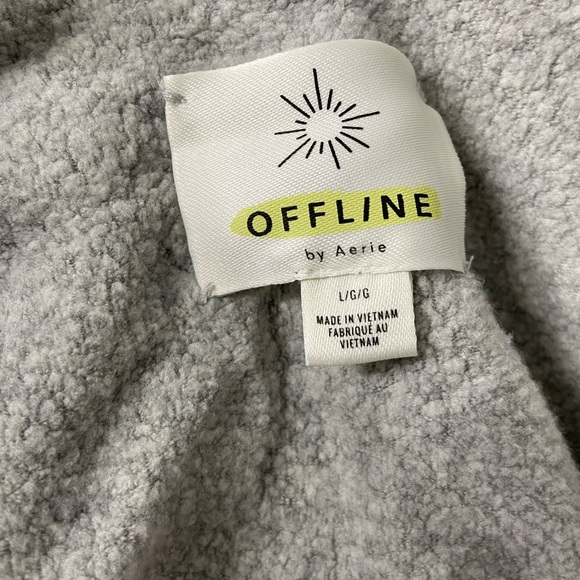 OFFLINE
by Aerie
L/G/G
MADE IN VIETNAM
FABRIQUÉ AU
VIETNAM